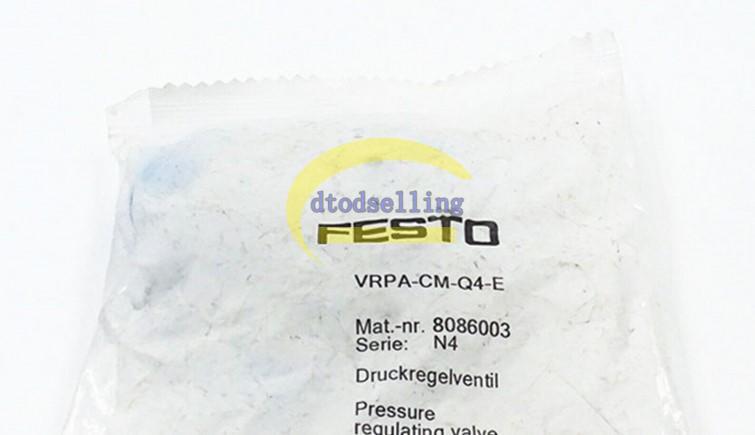 dtodselling
FESTO
VRPA-CM-Q4-E
Mat.-nr. 8086003
Serie: N4
Druckregelventil
Pressure
regulating valve